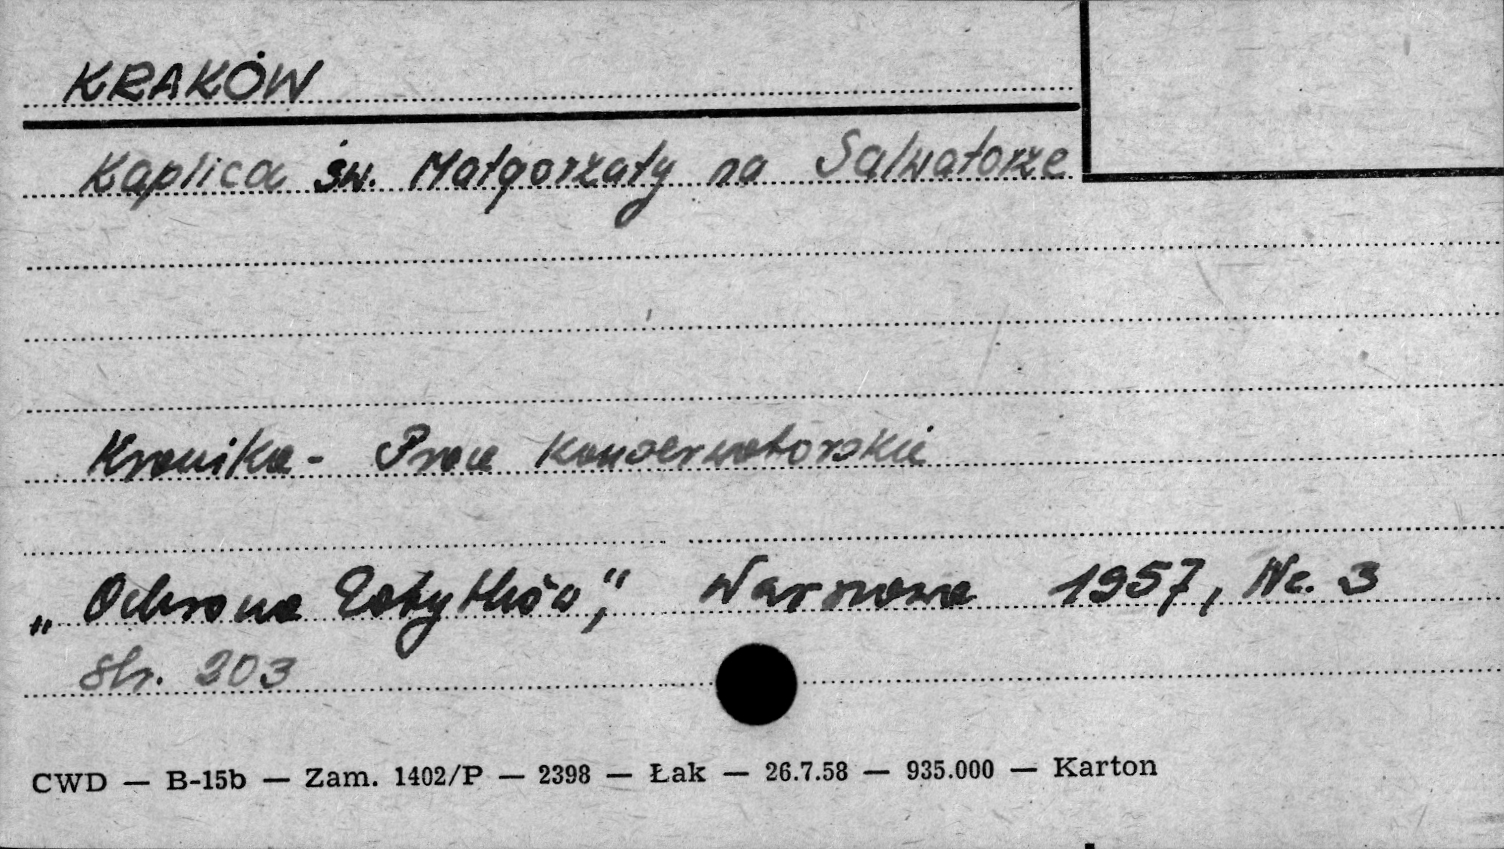 KRAKÓW
Kaplica św. Małgorzaty na Salwatorze
Kronika - Prace konserwatorskie
„Ochrona Zabytków”, Warszawa 1957, Nr. 3
str. 203
CWD — B-15b — Zam. 1402/P — 2398 — Łak — 26.7.58 — 935.000 — Karton